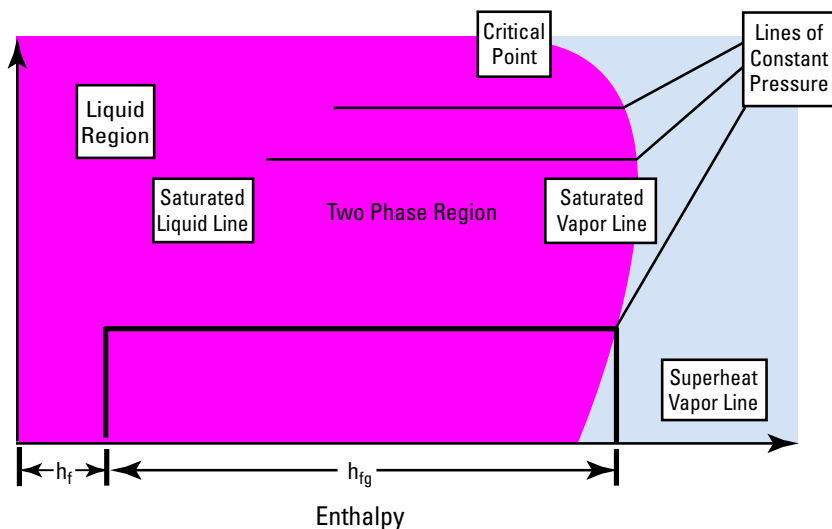 Critical
Point
Lines of
Constant
Pressure
Liquid
Region
Saturated
Liquid Line
Two Phase Region
Saturated
Vapor Line
Superheat
Vapor Line
hf
hfg
Enthalpy